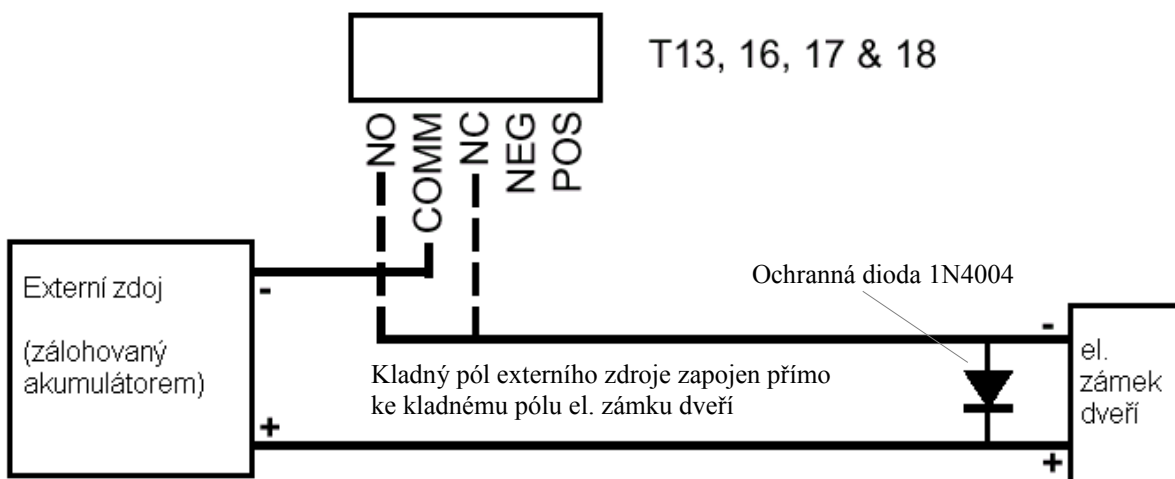 T13, 16, 17 & 18
NO
COMM
NC
NEG
POS
Externí zdoj
(zálohovaný
akumulátorem)
-
+
Ochranná dioda 1N4004
Kladný pól externího zdroje zapojen přímo
ke kladnému pólu el. zámku dveří
-
el.
zámek
dveří
+